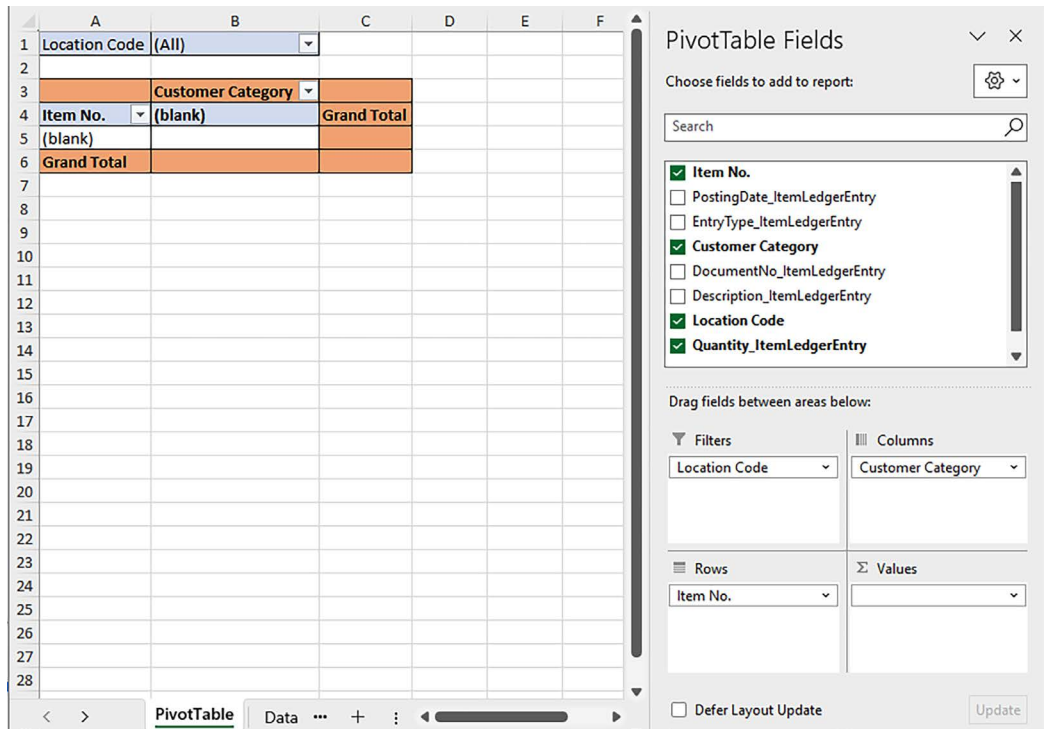 A B C D E F
1 Location Code (All)
2
3 Customer Category
4 Item No. (blank) Grand Total
5 (blank)
6 Grand Total
7
8
9
10
11
12
13
14
15
16
17
18
19
20
21
22
23
24
25
26
27
28
PivotTable Data
PivotTable Fields
Choose fields to add to report:
Search
Item No.
PostingDate_ItemLedgerEntry
EntryType_ItemLedgerEntry
Customer Category
DocumentNo_ItemLedgerEntry
Description_ItemLedgerEntry
Location Code
Quantity_ItemLedgerEntry
Drag fields between areas below:
Filters
Location Code
Columns
Customer Category
Rows
Item No.
Σ Values
Defer Layout Update
Update